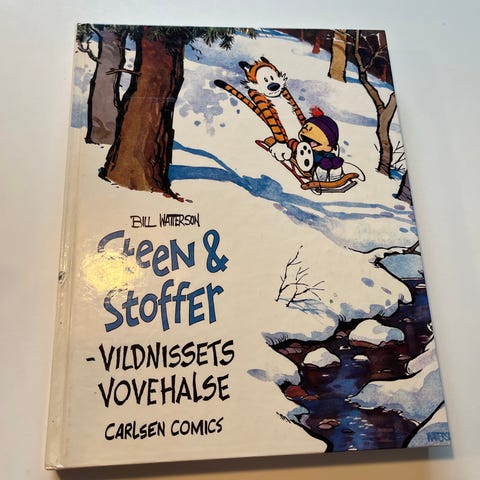 BILL WATTERSON
Steen &
Stoffer
- VILDNISSETS
VOVEHALSE
CARLSEN COMICS